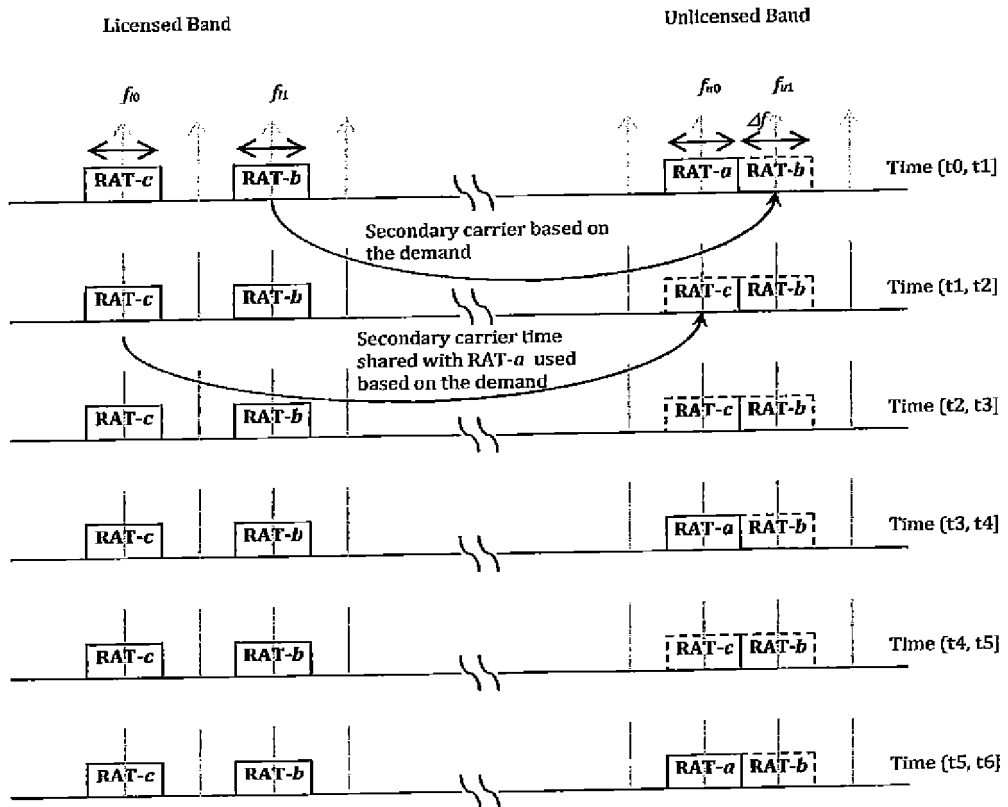 Licensed Band
Unlicensed Band
fl0
fl1
fu0
fu1
Δf
RAT-c
RAT-b
RAT-a
RAT-b
Time (t0, t1]
Secondary carrier based on
the demand
RAT-c
RAT-b
RAT-c
RAT-b
Time (t1, t2]
Secondary carrier time
shared with RAT-a used
based on the demand
RAT-c
RAT-b
RAT-c
RAT-b
Time (t2, t3]
RAT-c
RAT-b
RAT-a
RAT-b
Time (t3, t4]
RAT-c
RAT-b
RAT-c
RAT-b
Time (t4, t5]
RAT-c
RAT-b
RAT-a
RAT-b
Time (t5, t6]